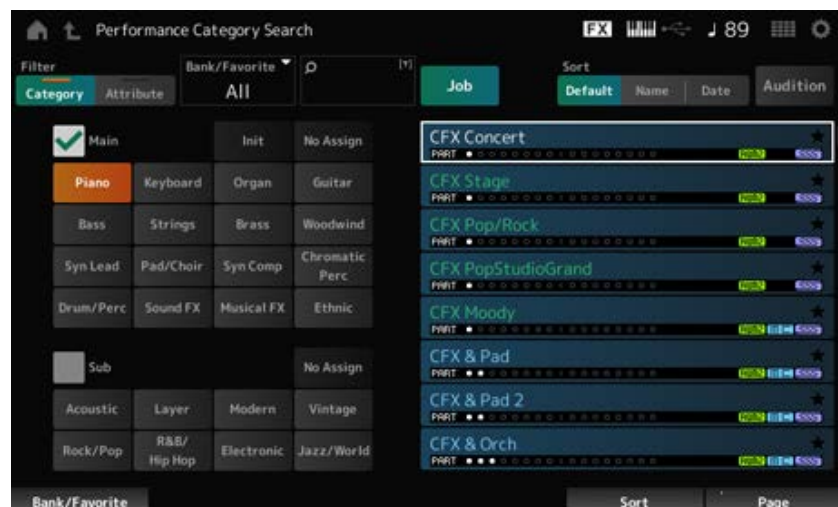 Performance Category Search FX ♩ 89
Filter Bank/Favorite Sort
Category Attribute All Job Default Name Date Audition
Main Init No Assign
Piano Keyboard Organ Guitar
Bass Strings Brass Woodwind
Syn Lead Pad/Choir Syn Comp Chromatic Perc
Drum/Perc Sound FX Musical FX Ethnic
Sub No Assign
Acoustic Layer Modern Vintage
Rock/Pop R&B/ Hip Hop Electronic Jazz/World
CFX Concert
PART
CFX Stage
PART
CFX Pop/Rock
PART
CFX PopStudioGrand
PART
CFX Moody
PART
CFX & Pad
PART
CFX & Pad 2
PART
CFX & Orch
PART
Bank/Favorite Sort Page